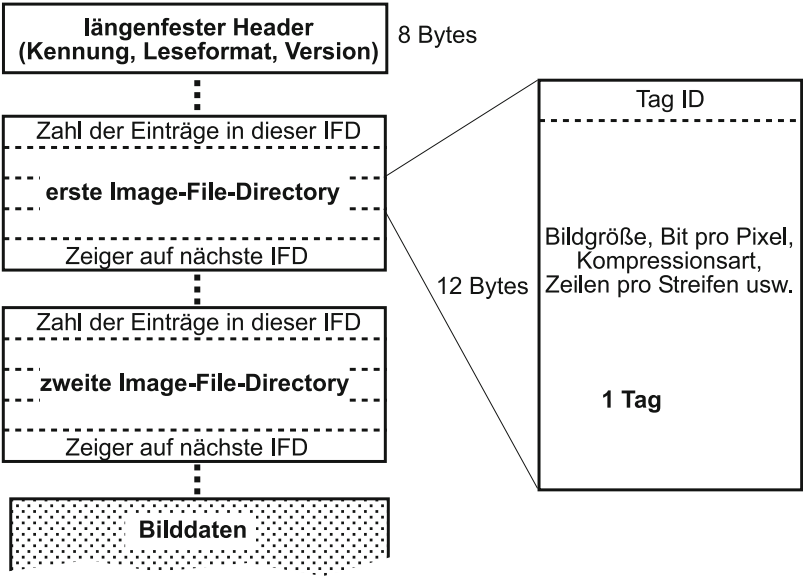 längenfester Header
(Kennung, Leseformat, Version)
8 Bytes
Zahl der Einträge in dieser IFD
erste Image-File-Directory
Zeiger auf nächste IFD
Zahl der Einträge in dieser IFD
zweite Image-File-Directory
Zeiger auf nächste IFD
Bilddaten
12 Bytes
Tag ID
Bildgröße, Bit pro Pixel,
Kompressionsart,
Zeilen pro Streifen usw.
1 Tag